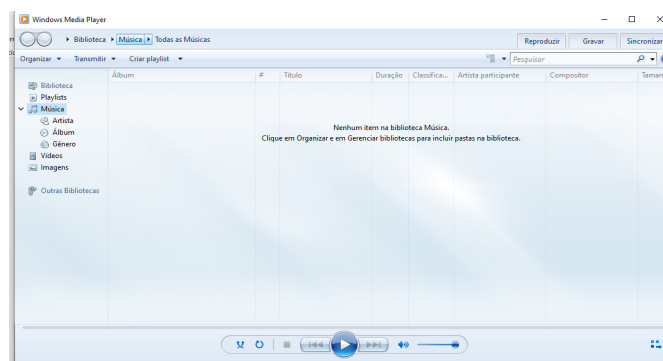 Windows Media Player
Biblioteca Música Todas as Músicas
Reproduzir Gravar Sincronizar
Organizar Transmitir Criar playlist Pesquisar
Álbum # Título Duração Classifica... Artista participante Compositor Taman
Biblioteca
Playlists
Música
Artista
Álbum
Gênero
Vídeos
Imagens
Outras Bibliotecas
Nenhum item na biblioteca Música.
Clique em Organizar e em Gerenciar bibliotecas para incluir pastas na biblioteca.